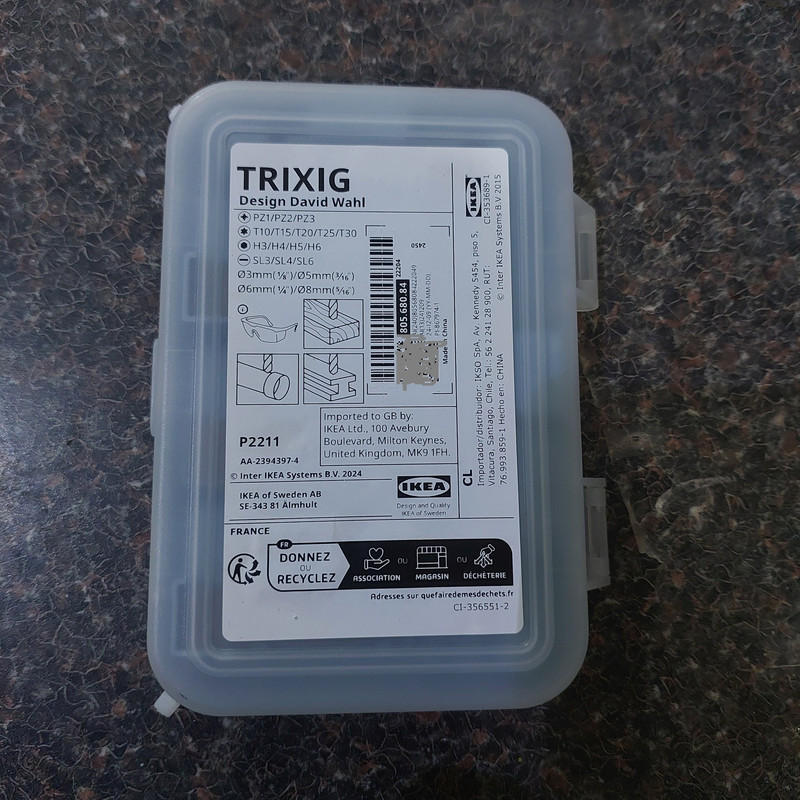 TRIXIG
Design David Wahl
PZ1/PZ2/PZ3
T10/T15/T20/T25/T30
H3/H4/H5/H6
SL3/SL4/SL6
Ø3mm(⅛")/Ø5mm(3/16")
Ø6mm(¼")/Ø8mm(5/16")
2450
22204
805.680.84
Made in China
P2211
AA-2394397-4
© Inter IKEA Systems B.V. 2024
Imported to GB by:
IKEA Ltd., 100 Avebury
Boulevard, Milton Keynes,
United Kingdom, MK9 1FH.
IKEA of Sweden AB
SE-343 81 Älmhult
IKEA
Design and Quality
IKEA of Sweden
IKEA
CI-353689-1
© Inter IKEA Systems B.V 2015
CL
Importador/distribuidor: IKSO SpA, Av. Kennedy 5454, piso 5,
Vitacura, Santiago, Chile, Tel.: 56 2 241 28 900, RUT:
76.993.859-1 Hecho en: CHINA
FRANCE
FR
DONNEZ
OU
RECYCLEZ
ASSOCIATION
OU
MAGASIN
OU
DÉCHÈTERIE
Adresses sur quefairedemesdechets.fr
CI-356551-2